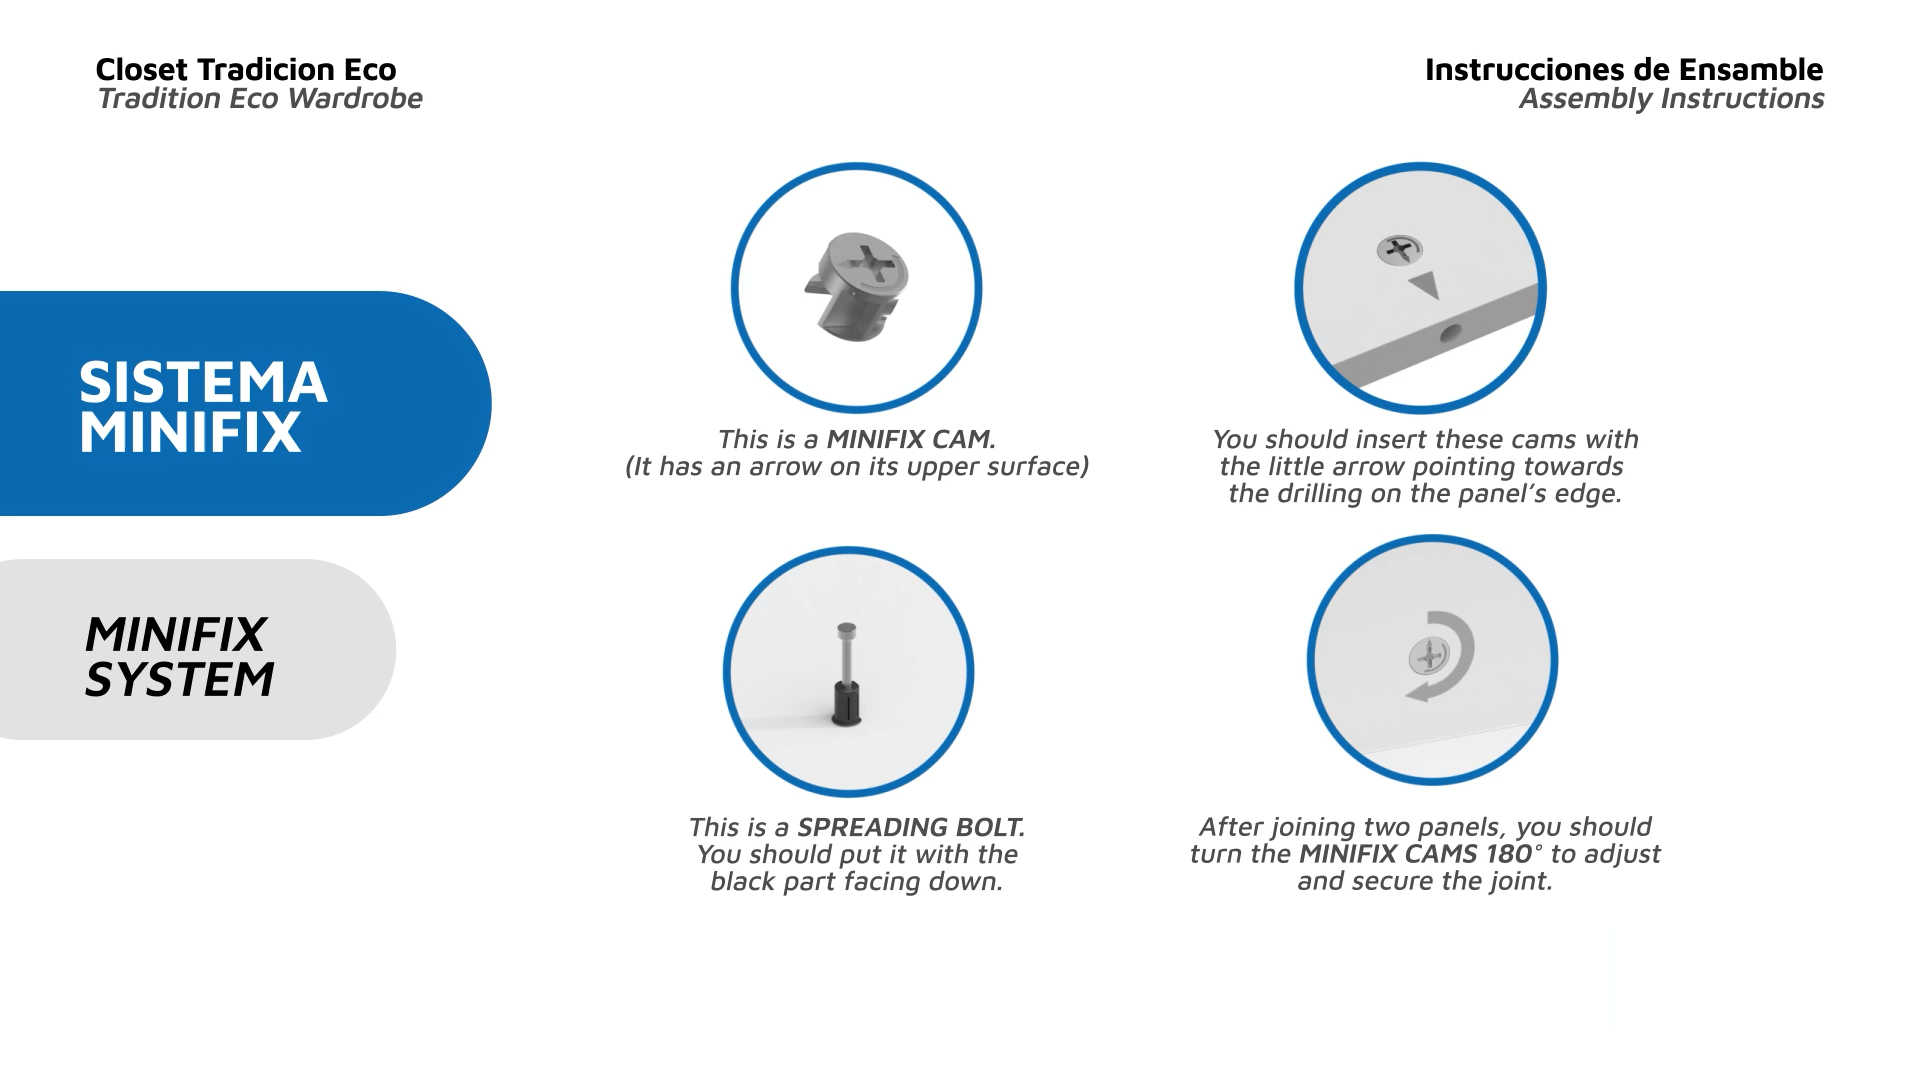 Closet Tradicion Eco
Tradition Eco Wardrobe
Instrucciones de Ensamble
Assembly Instructions
SISTEMA
MINIFIX
MINIFIX
SYSTEM
This is a MINIFIX CAM.
(It has an arrow on its upper surface)
You should insert these cams with
the little arrow pointing towards
the drilling on the panel’s edge.
This is a SPREADING BOLT.
You should put it with the
black part facing down.
After joining two panels, you should
turn the MINIFIX CAMS 180° to adjust
and secure the joint.